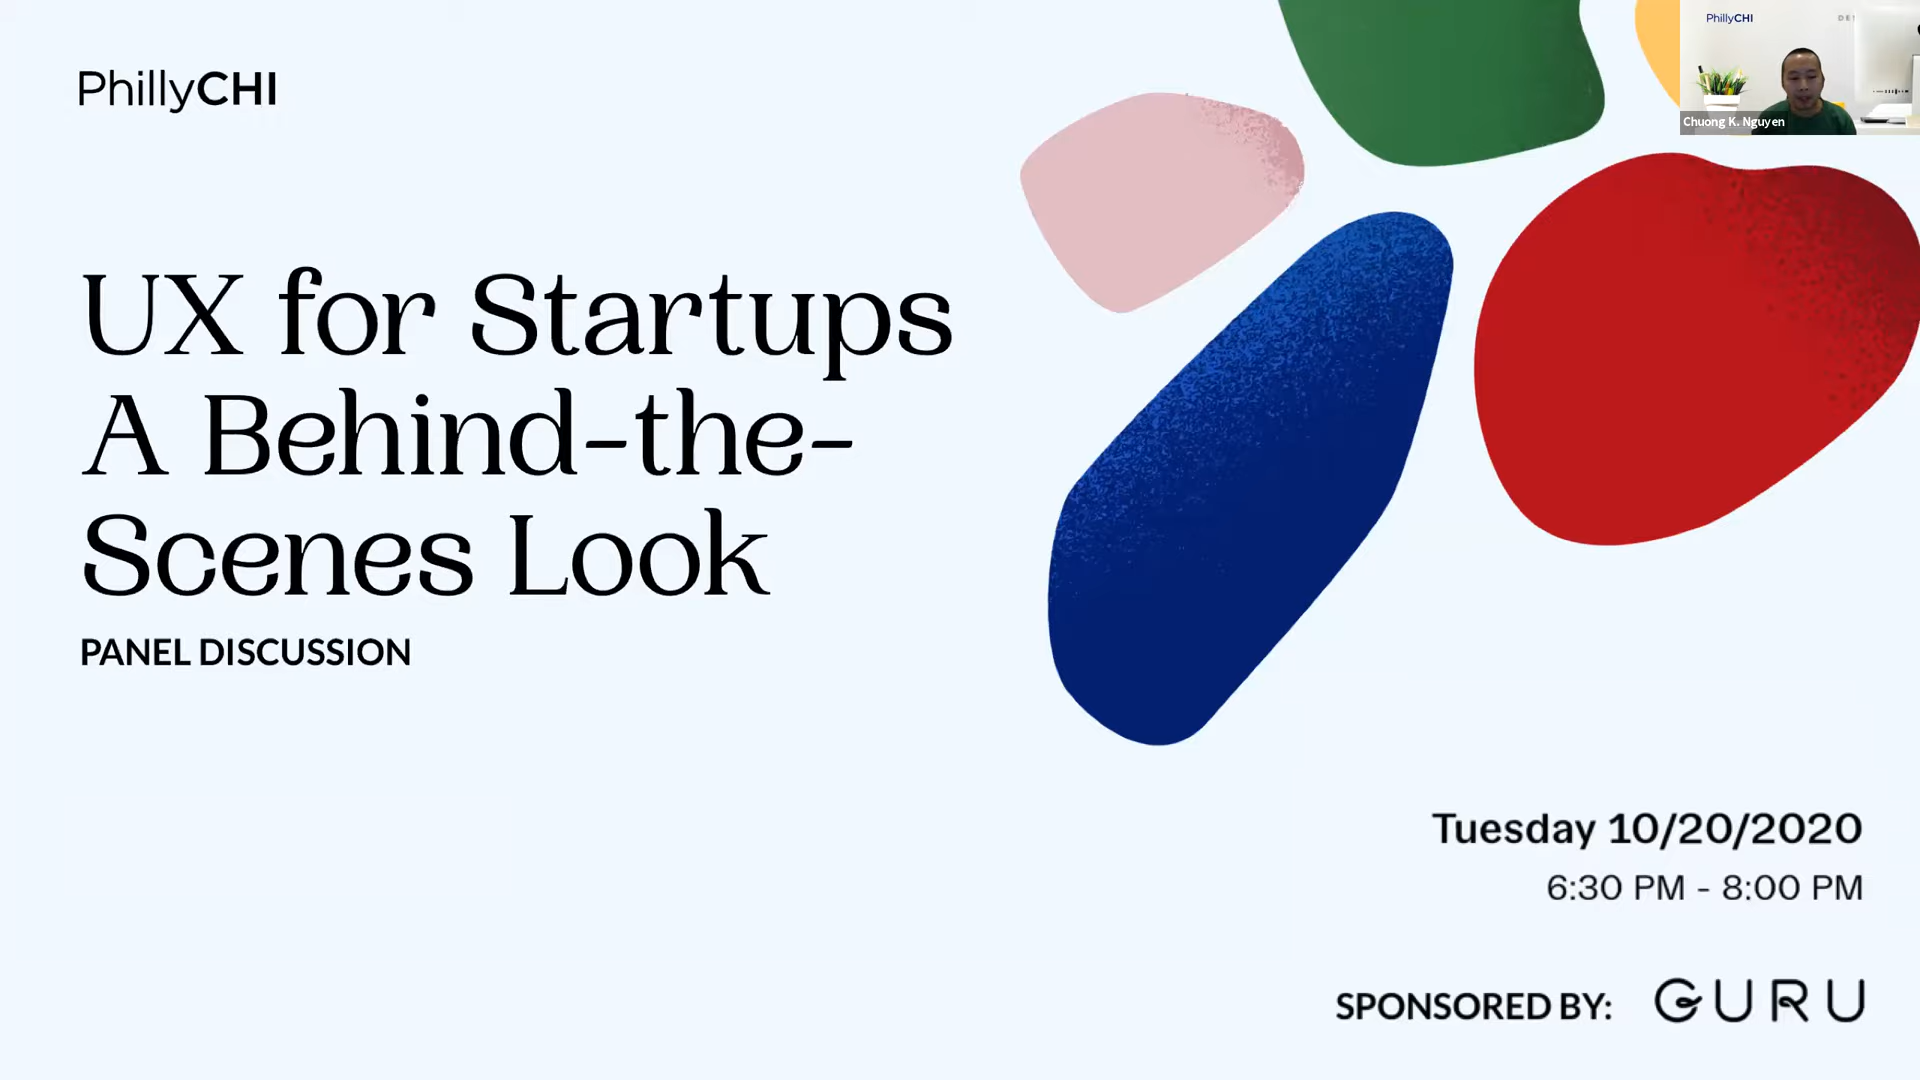 PhillyCHI
UX for Startups
A Behind-the-
Scenes Look
PANEL DISCUSSION
Tuesday 10/20/2020
6:30 PM - 8:00 PM
SPONSORED BY: GURU
PhillyCHI
Chuong K. Nguyen